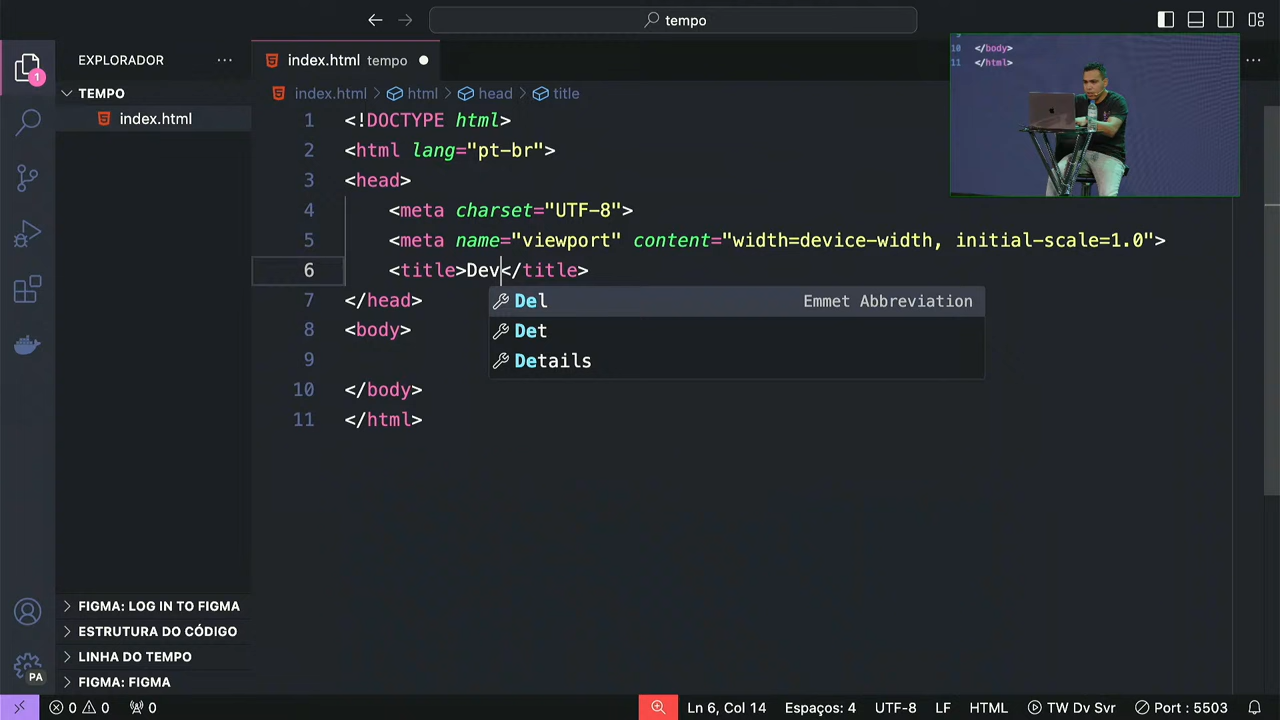 tempo
EXPLORADOR
index.html tempo
TEMPO
index.html
index.html > html > head > title
1 <!DOCTYPE html>
2 <html lang="pt-br">
3 <head>
4 <meta charset="UTF-8">
5 <meta name="viewport" content="width=device-width, initial-scale=1.0">
6 <title>Dev</title>
Del Emmet Abbreviation
Det
Details
7 </head>
8 <body>
9
10 </body>
11 </html>
10 </body>
11 </html>
1
FIGMA: LOG IN TO FIGMA
ESTRUTURA DO CÓDIGO
LINHA DO TEMPO
FIGMA: FIGMA
PA
0 0 0
Ln 6, Col 14
Espaços: 4
UTF-8
LF
HTML
TW Dv Svr
Port : 5503